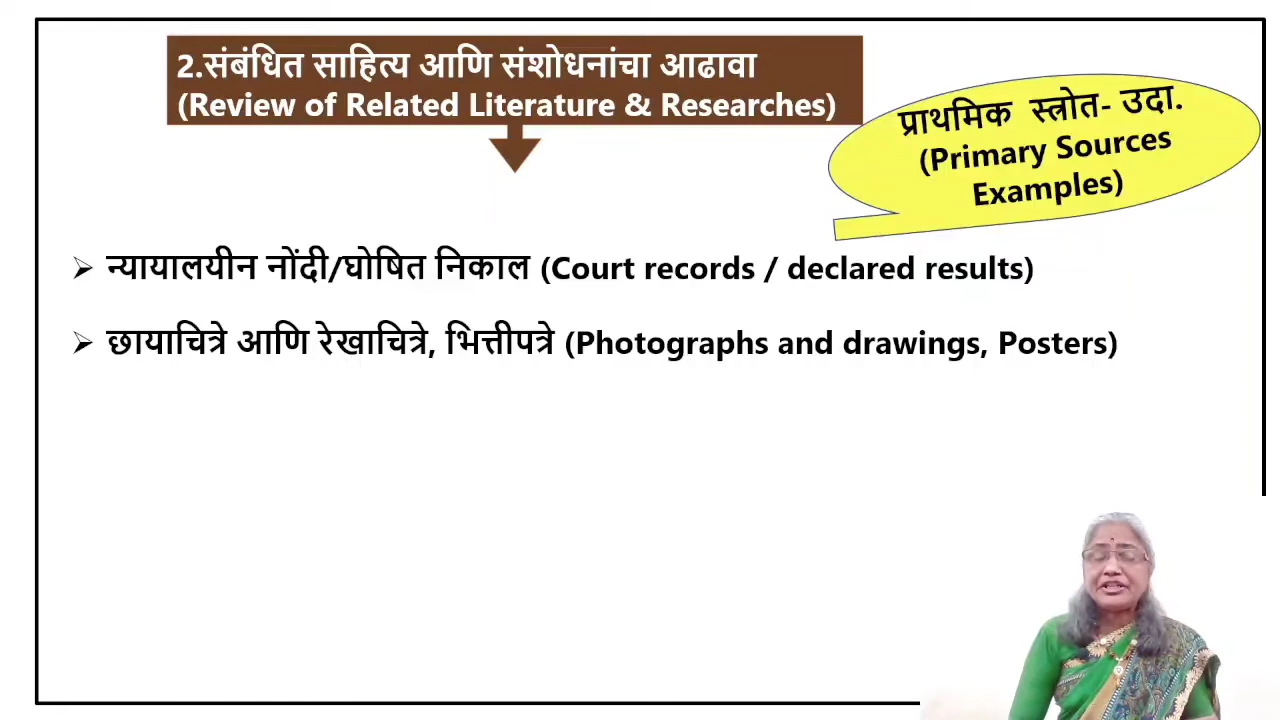 2.संबंधित साहित्य आणि संशोधनांचा आढावा
(Review of Related Literature & Researches)
प्राथमिक स्त्रोत- उदा.
(Primary Sources
Examples)
➢ न्यायालयीन नोंदी/घोषित निकाल (Court records / declared results)
➢ छायाचित्रे आणि रेखाचित्रे, भित्तीपत्रे (Photographs and drawings, Posters)